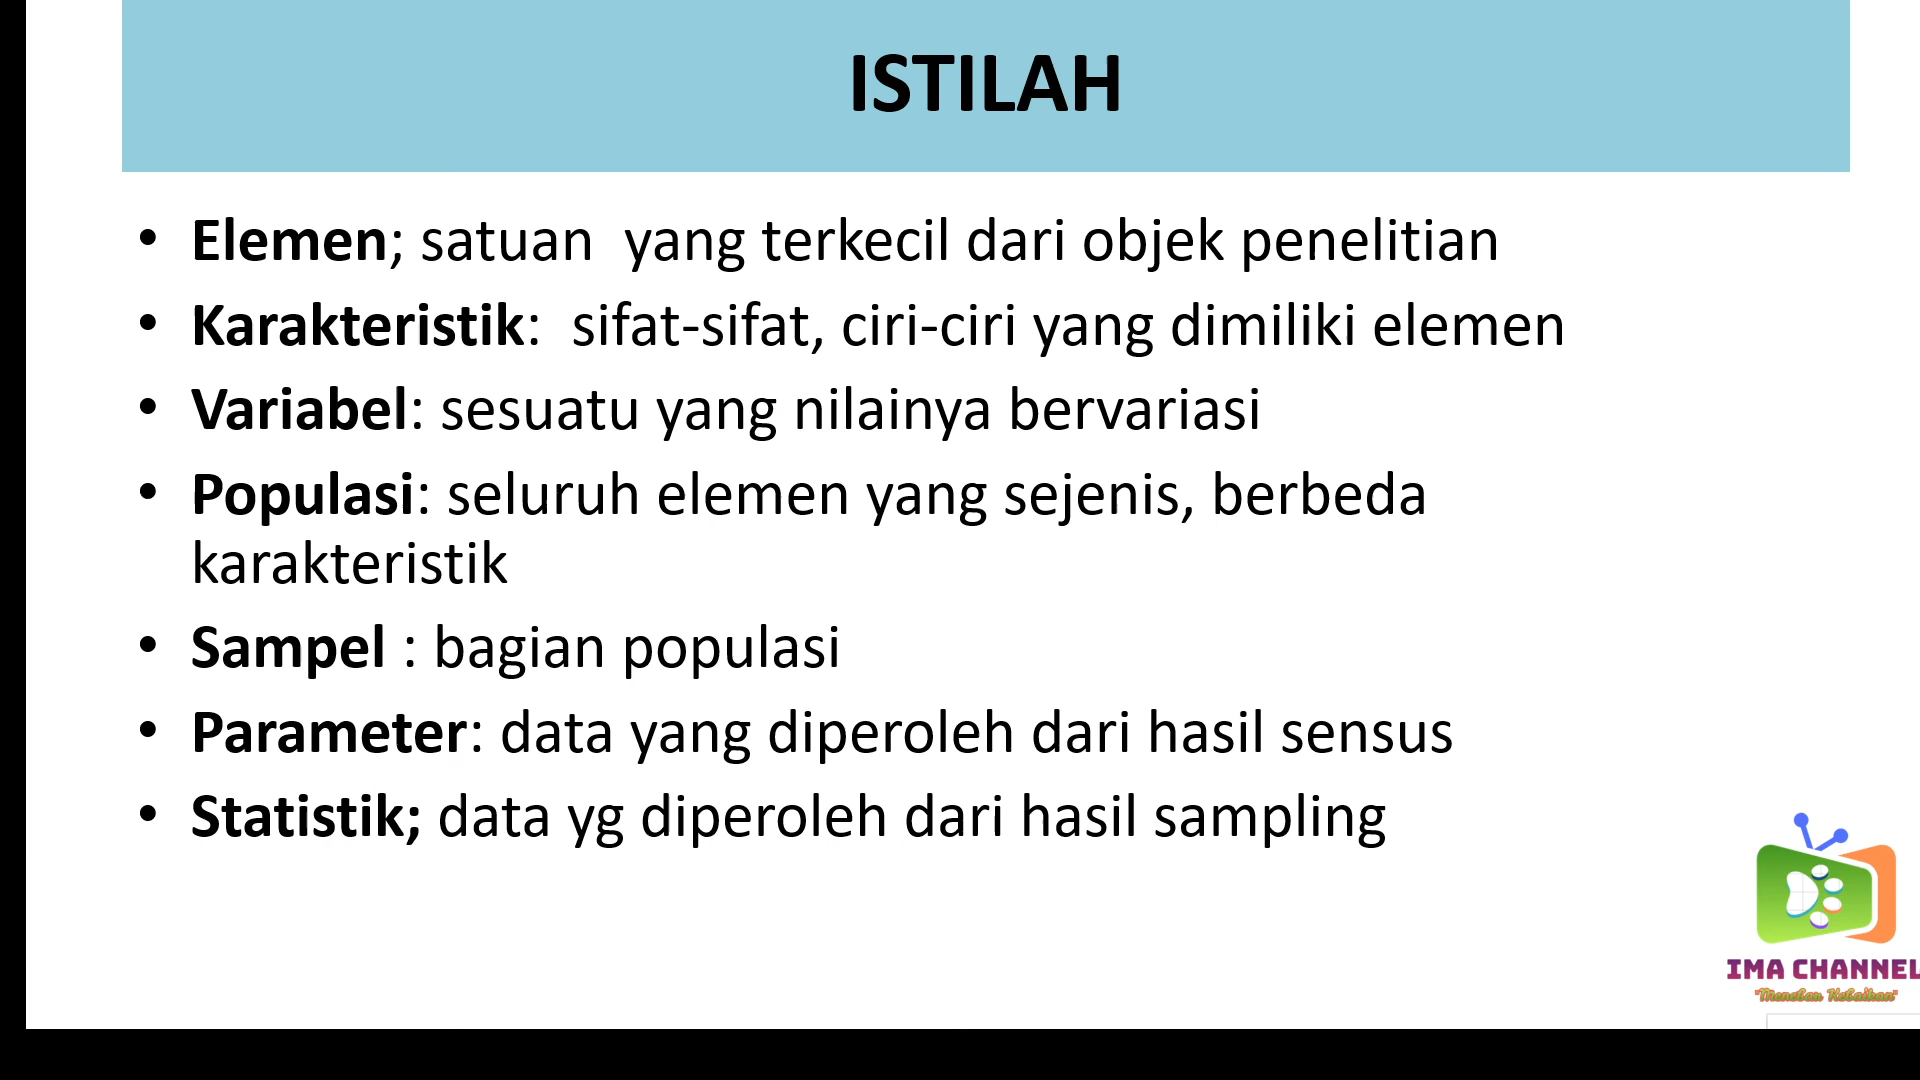 ISTILAH
• Elemen; satuan  yang terkecil dari objek penelitian
• Karakteristik:  sifat-sifat, ciri-ciri yang dimiliki elemen
• Variabel: sesuatu yang nilainya bervariasi
• Populasi: seluruh elemen yang sejenis, berbeda
karakteristik
• Sampel : bagian populasi
• Parameter: data yang diperoleh dari hasil sensus
• Statistik; data yg diperoleh dari hasil sampling
IMA CHANNEL
"Menebar Kebaikan"